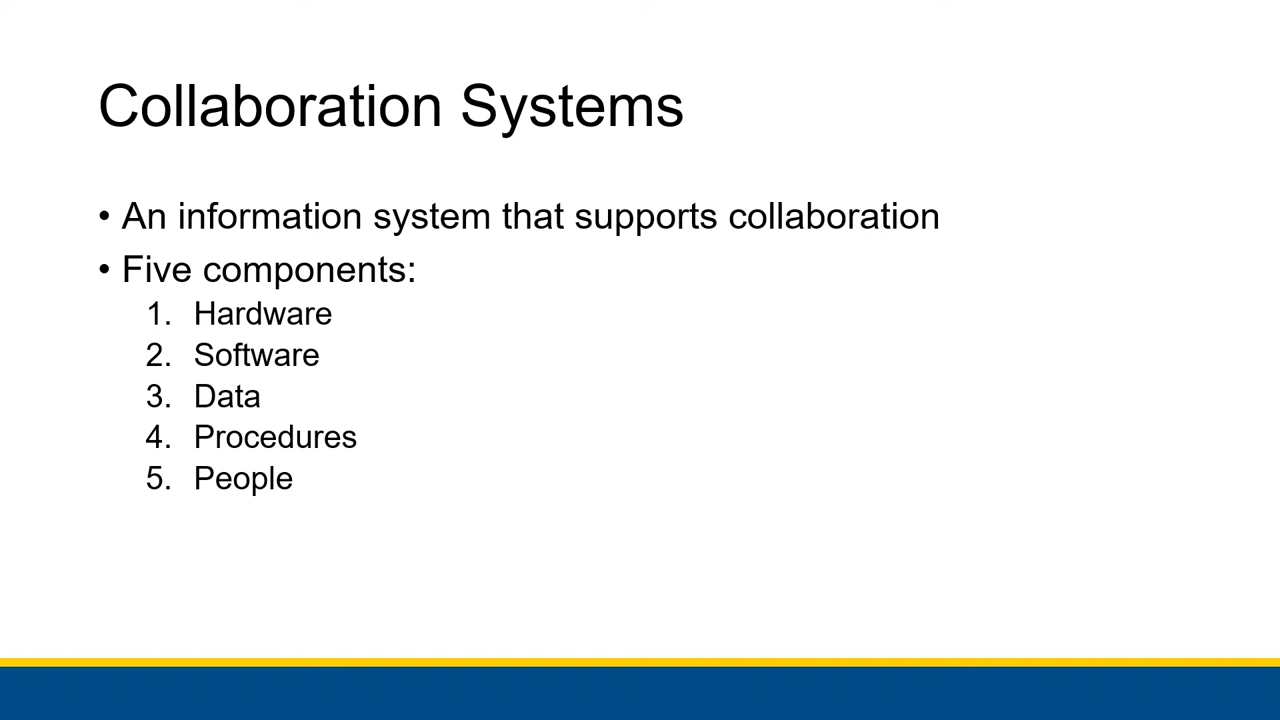 Collaboration Systems
• An information system that supports collaboration
• Five components:
1. Hardware
2. Software
3. Data
4. Procedures
5. People